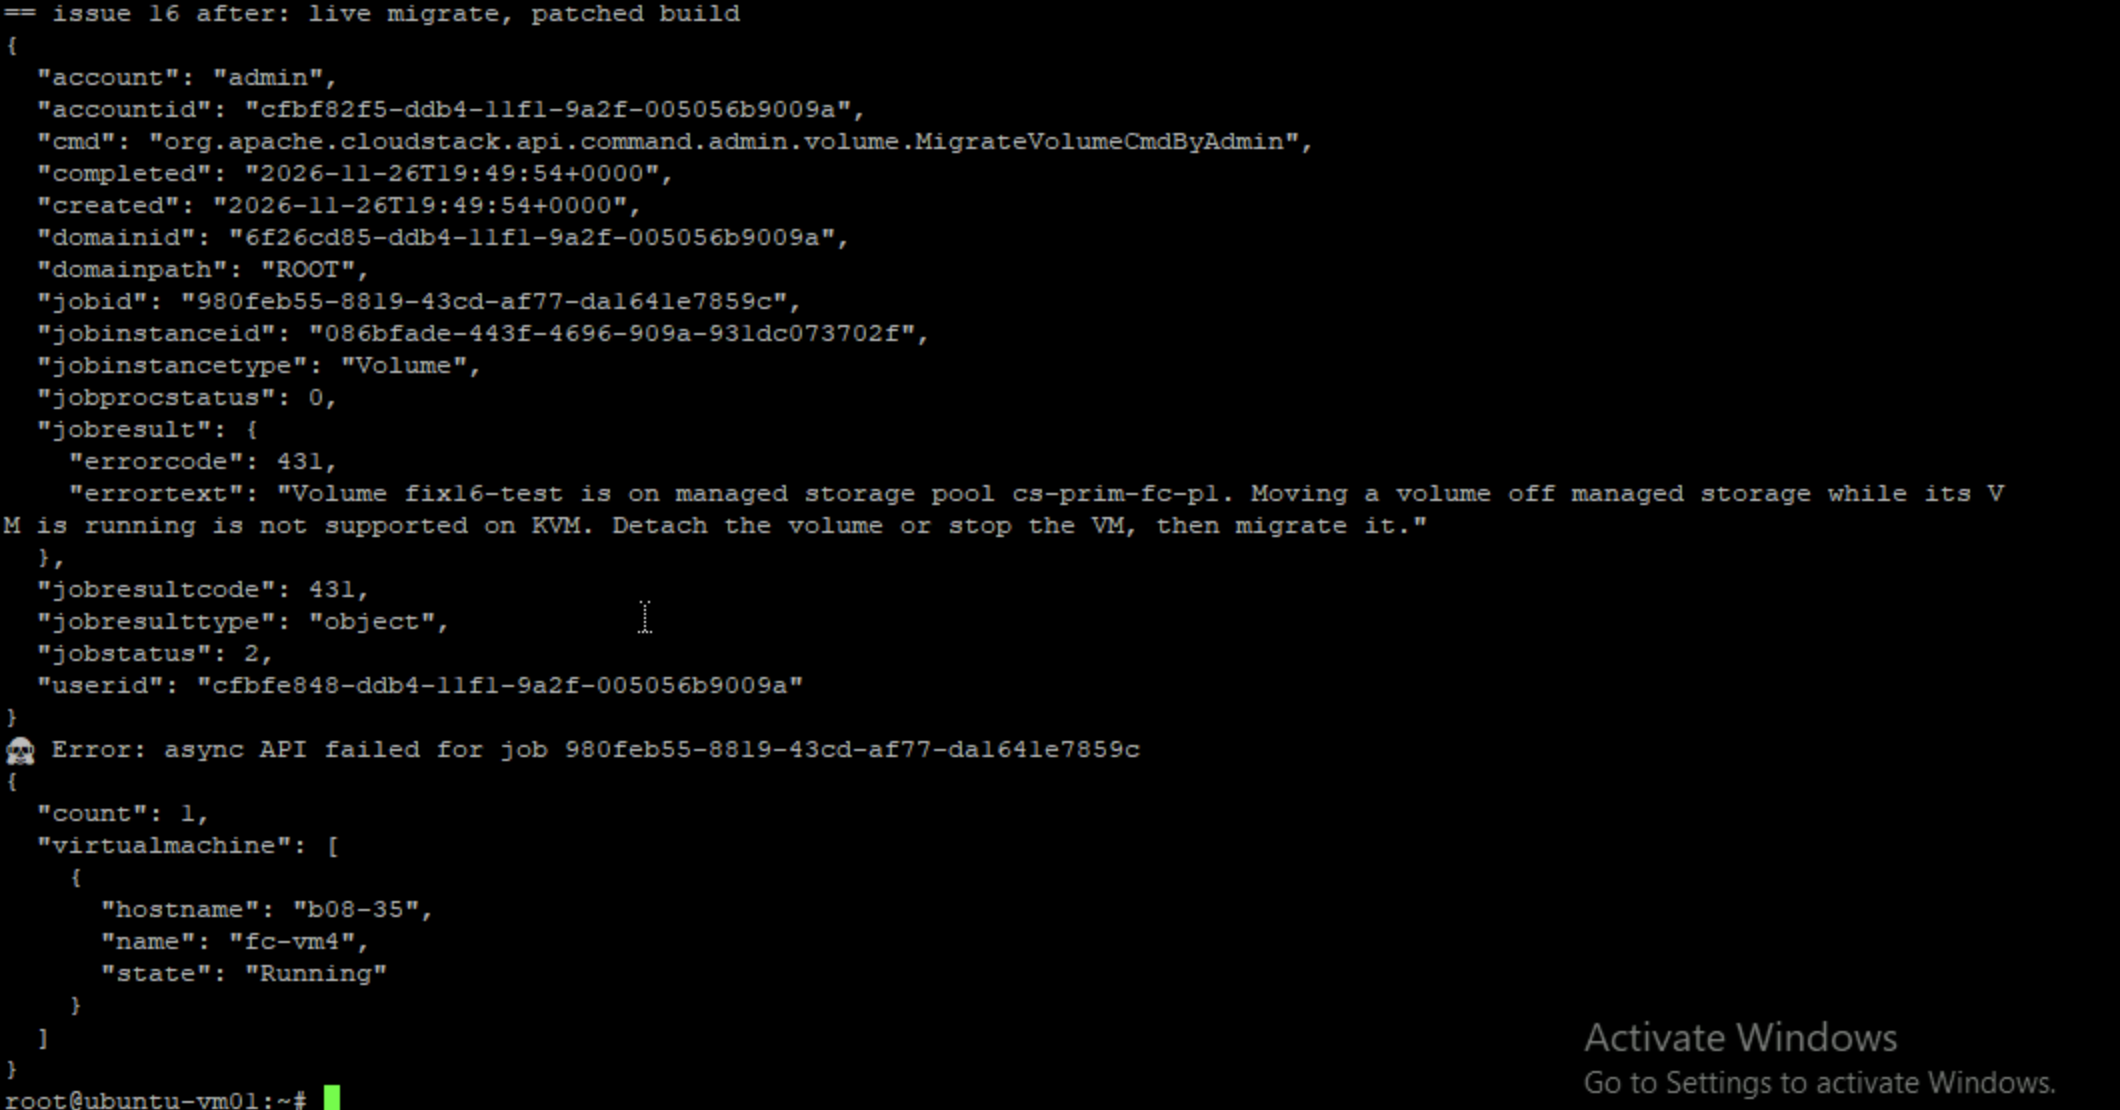 == issue 16 after: live migrate, patched build
{
  "account": "admin",
  "accountid": "cfbf82f5-ddb4-11f1-9a2f-005056b9009a",
  "cmd": "org.apache.cloudstack.api.command.admin.volume.MigrateVolumeCmdByAdmin",
  "completed": "2026-11-26T19:49:54+0000",
  "created": "2026-11-26T19:49:54+0000",
  "domainid": "6f26cd85-ddb4-11f1-9a2f-005056b9009a",
  "domainpath": "ROOT",
  "jobid": "980feb55-8819-43cd-af77-da1641e7859c",
  "jobinstanceid": "086bfade-443f-4696-909a-931dc073702f",
  "jobinstancetype": "Volume",
  "jobprocstatus": 0,
  "jobresult": {
    "errorcode": 431,
    "errortext": "Volume fix16-test is on managed storage pool cs-prim-fc-p1. Moving a volume off managed storage while its V
M is running is not supported on KVM. Detach the volume or stop the VM, then migrate it."
  },
  "jobresultcode": 431,
  "jobresulttype": "object",
  "jobstatus": 2,
  "userid": "cfbfe848-ddb4-11f1-9a2f-005056b9009a"
}
Error: async API failed for job 980feb55-8819-43cd-af77-da1641e7859c
{
  "count": 1,
  "virtualmachine": [
    {
      "hostname": "b08-35",
      "name": "fc-vm4",
      "state": "Running"
    }
  ]
}
root@ubuntu-vm01:~#
Activate Windows
Go to Settings to activate Windows.